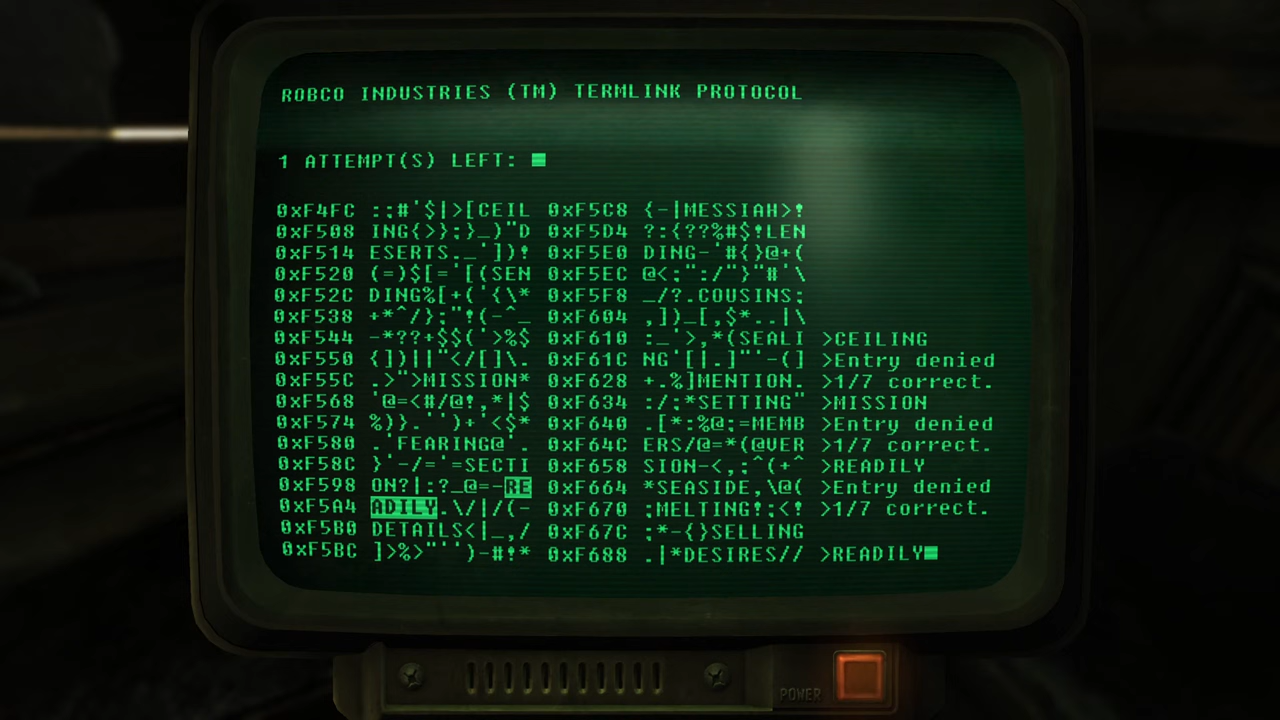 ROBCO INDUSTRIES (TM) TERMLINK PROTOCOL
1 ATTEMPT(S) LEFT:
0xF4FC :;#'$|>[CEIL 0xF5C8 {-|MESSIAH>!
0xF508 ING{>};}_)"D 0xF5D4 ?:{??%#$!LEN
0xF514 ESERTS._'])! 0xF5E0 DING-'#{}@+(
0xF520 (=)$[='[(SEN 0xF5EC @<;":/"}"#'\
0xF52C DING%[+('{\* 0xF5F8 _/?.COUSINS;
0xF538 +*^/};"!(-^_ 0xF604 ,])_[,$*..|\
0xF544 -*??+$$('>%$ 0xF610 :_'>,*(SEALI >CEILING
0xF550 {])||"</[]\. 0xF61C NG'[|.]"'-(] >Entry denied
0xF55C .>">MISSION* 0xF628 +.%]MENTION. >1/7 correct.
0xF568 '@=<#/@!,*|$ 0xF634 :/;*SETTING" >MISSION
0xF574 %)}.'')+'<$* 0xF640 .[*:%@;=MEMB >Entry denied
0xF580 .'FEARING@'. 0xF64C ERS/@=*(@VER >1/7 correct.
0xF58C }'-/='=SECTI 0xF658 SION-<,:^(+^ >READILY
0xF598 ON?|:?_@=-RE 0xF664 *SEASIDE,\@( >Entry denied
0xF5A4 ADILY.\/|/(- 0xF670 ;MELTING!;<! >1/7 correct.
0xF5B0 DETAILS<|_,/ 0xF67C ;*-{}SELLING
0xF5BC ]>%>"'')-#!* 0xF688 .|*DESIRES// >READILY
POWER